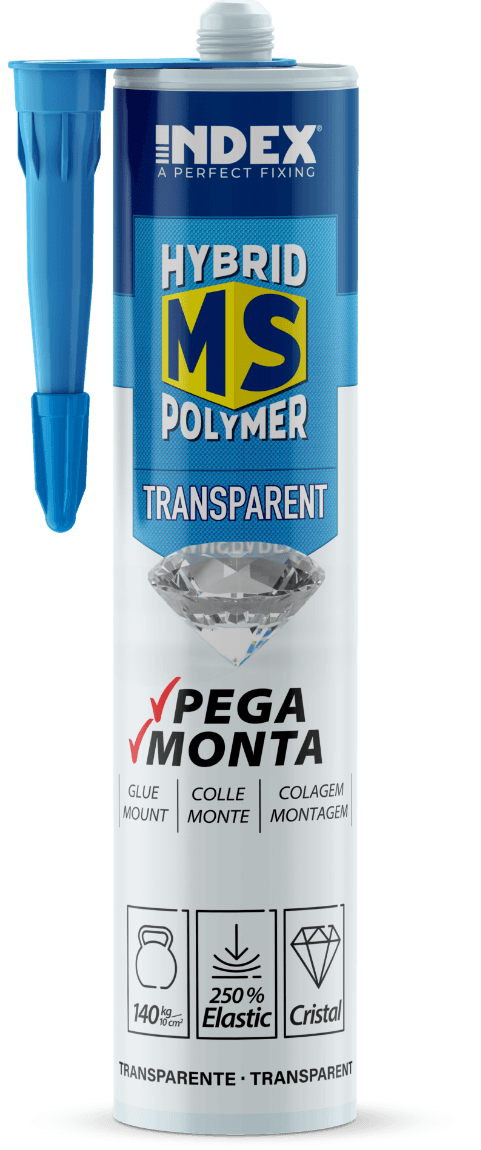 INDEX®
A PERFECT FIXING
HYBRID
MS
POLYMER
TRANSPARENT
PEGA
MONTA
GLUE
MOUNT
COLLE
MONTE
COLAGEM
MONTAGEM
140 kg/10 cm²
250%
Elastic
Cristal
TRANSPARENTE · TRANSPARENT